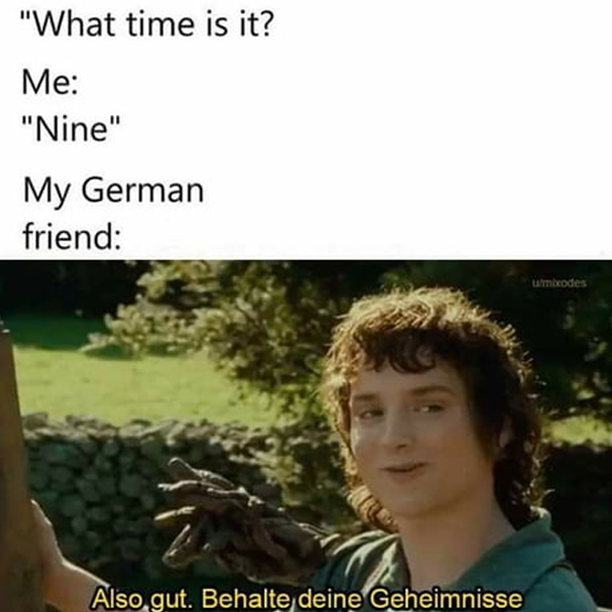 "What time is it?
Me:
"Nine"
My German
friend:
u/mixodes
Also gut. Behalte deine Geheimnisse